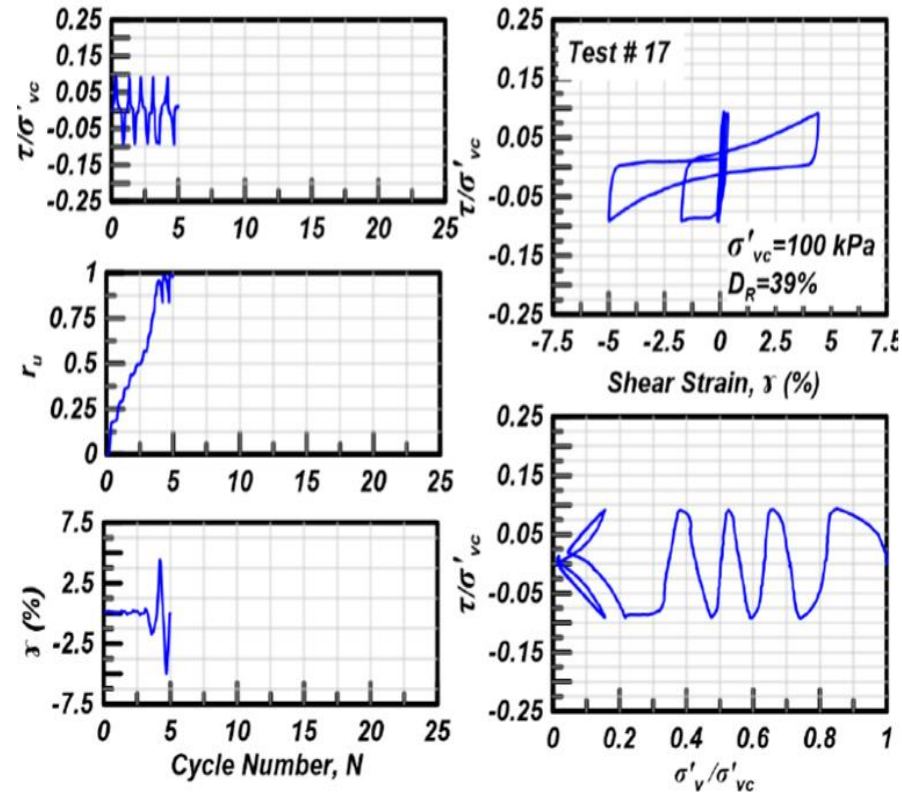 0.25
0.15
0.05
-0.05
-0.15
-0.25
τ/σ'vc
0 5 10 15 20 25
1
0.75
0.5
0.25
0
ru
0 5 10 15 20 25
7.5
2.5
-2.5
-7.5
γ (%)
0 5 10 15 20 25
Cycle Number, N
0.25
0.15
0.05
-0.05
-0.15
-0.25
τ/σ'vc
Test # 17
σ'vc=100 kPa
DR=39%
-7.5 -5 -2.5 0 2.5 5 7.5
Shear Strain, γ (%)
0.25
0.15
0.05
-0.05
-0.15
-0.25
τ/σ'vc
0 0.2 0.4 0.6 0.8 1
σ'v/σ'vc